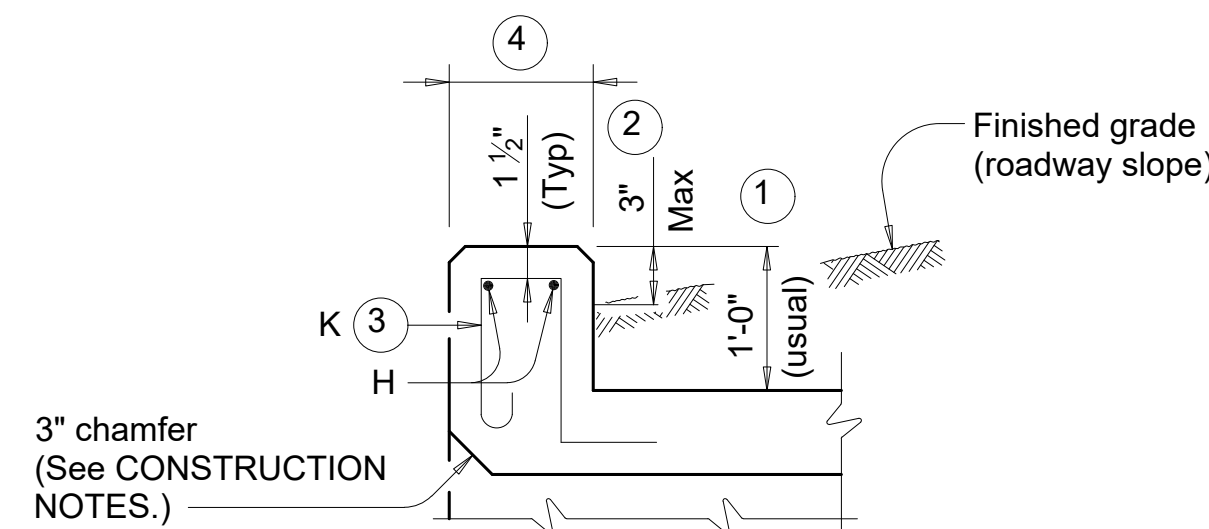 4
2
1 ½"
(Typ)
3"
Max
1
Finished grade
(roadway slope)
1'-0"
(usual)
K
3
H
3" chamfer
(See CONSTRUCTION
NOTES.)